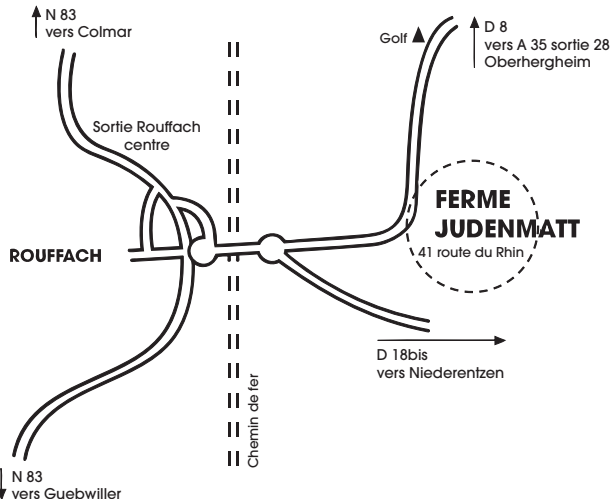 N 83
vers Colmar
D 8
vers A 35 sortie 28
Oberhergheim
Golf
Sortie Rouffach
centre
FERME
JUDENMATT
41 route du Rhin
ROUFFACH
D 18bis
vers Niederentzen
Chemin de fer
N 83
vers Guebwiller